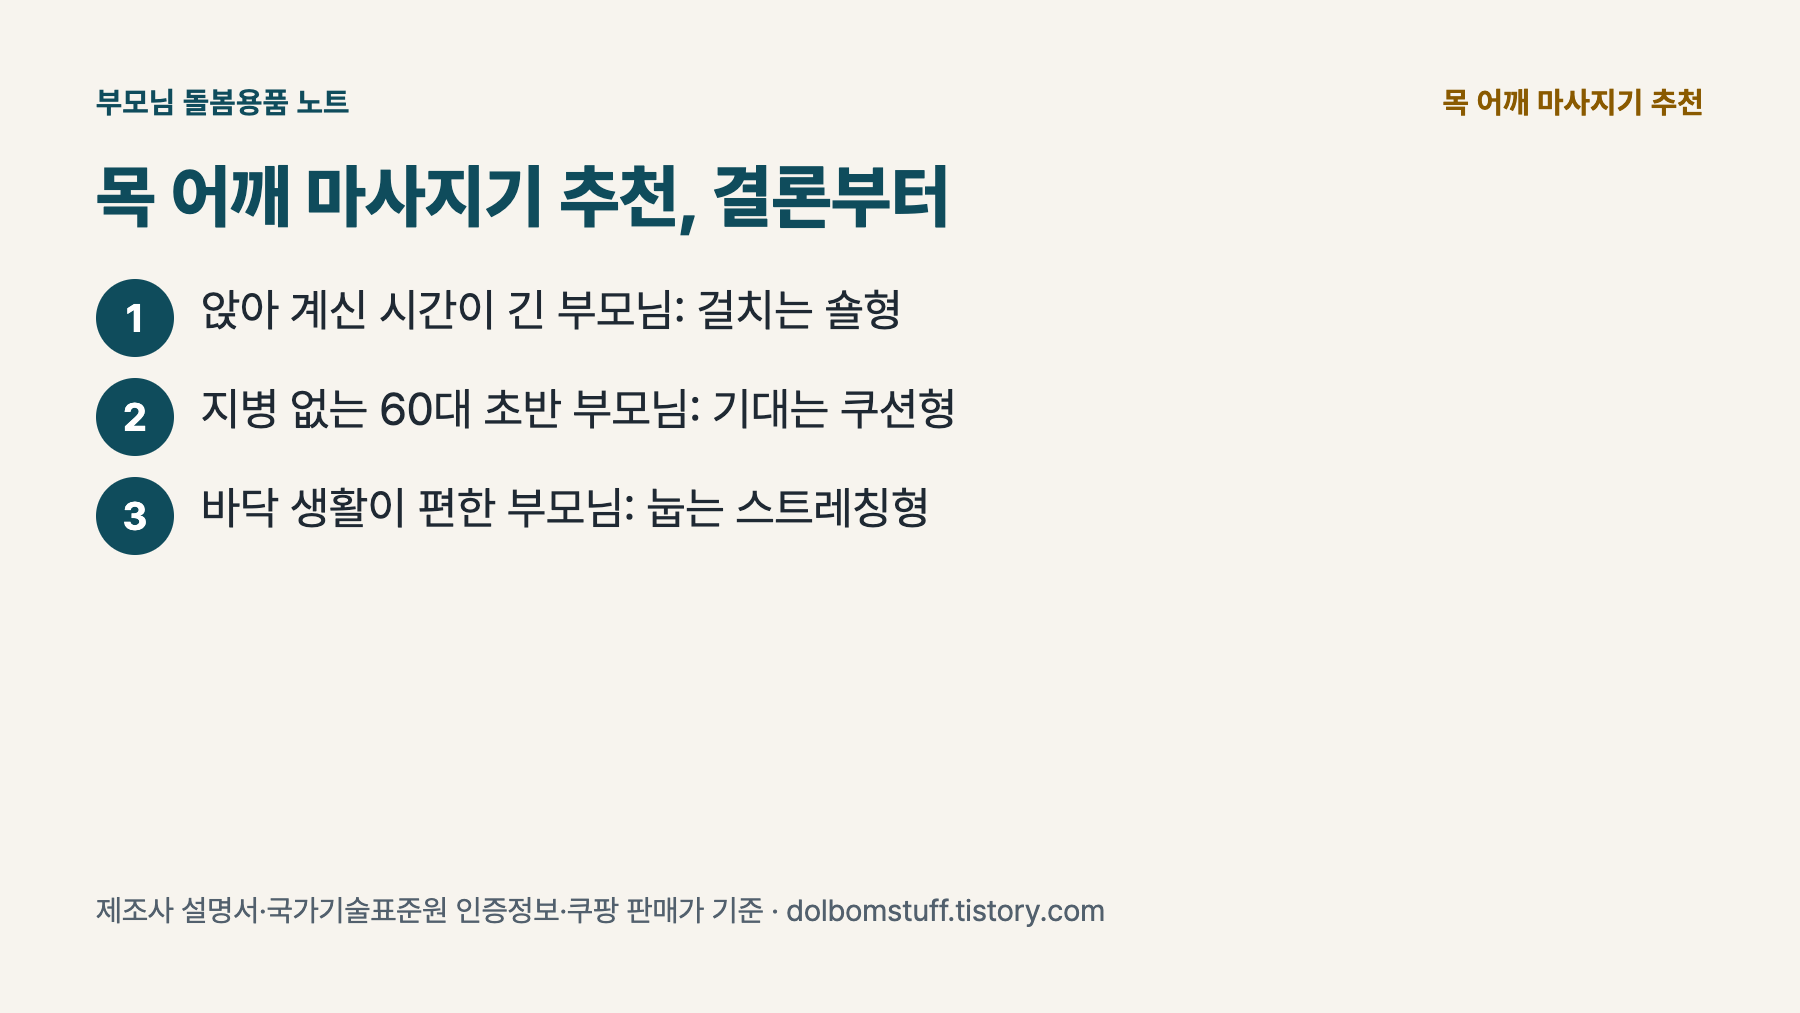 부모님 돌봄용품 노트
목 어깨 마사지기 추천
목 어깨 마사지기 추천, 결론부터
1 앉아 계신 시간이 긴 부모님: 걸치는 숄형
2 지병 없는 60대 초반 부모님: 기대는 쿠션형
3 바닥 생활이 편한 부모님: 눕는 스트레칭형
제조사 설명서·국가기술표준원 인증정보·쿠팡 판매가 기준 · dolbomstuff.tistory.com